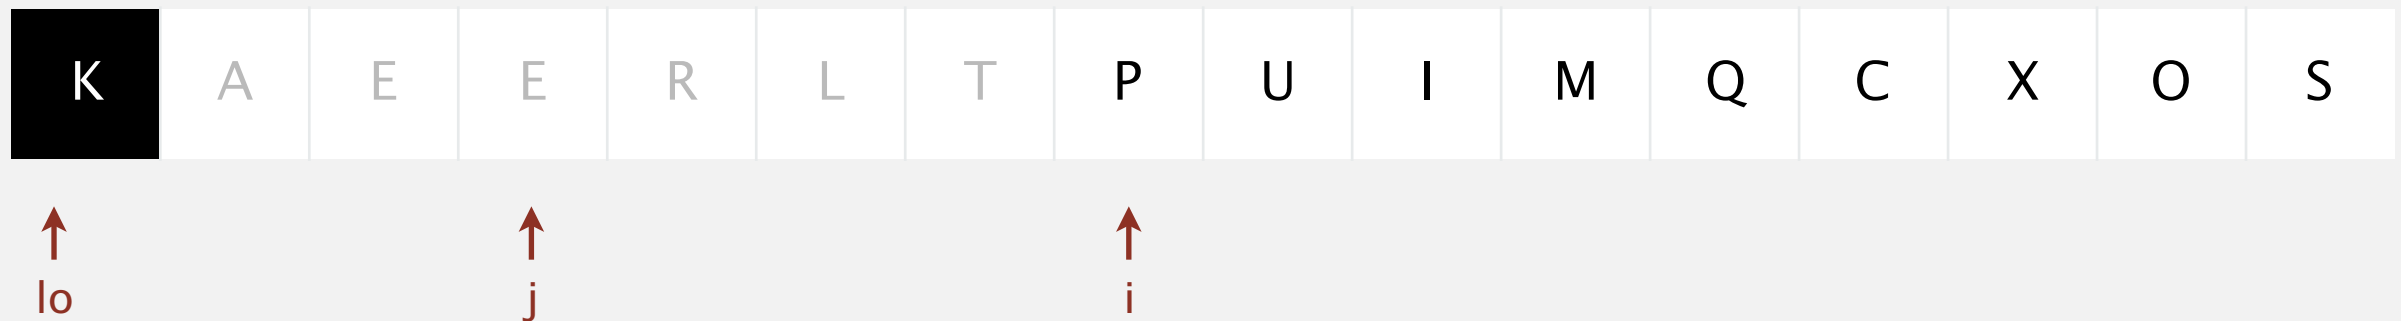 K A E E R L T P U I M Q C X O S
lo j i